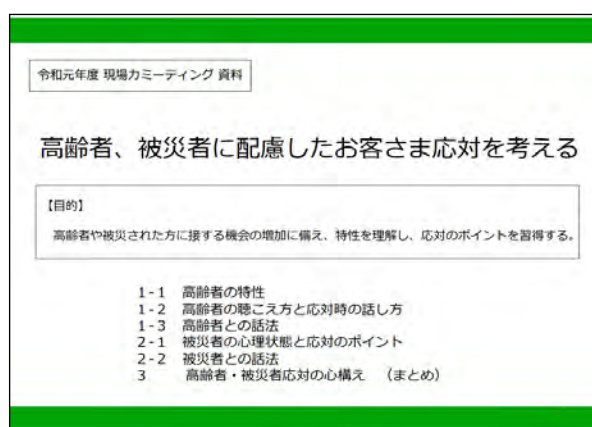 令和元年度 現場力ミーティング 資料
高齢者、被災者に配慮したお客さま応対を考える
【目的】
高齢者や被災された方に接する機会の増加に備え、特性を理解し、応対のポイントを習得する。
1-1 高齢者の特性
1-2 高齢者の聴こえ方と応対時の話し方
1-3 高齢者との話法
2-1 被災者の心理状態と応対のポイント
2-2 被災者との話法
3 高齢者・被災者応対の心構え （まとめ）